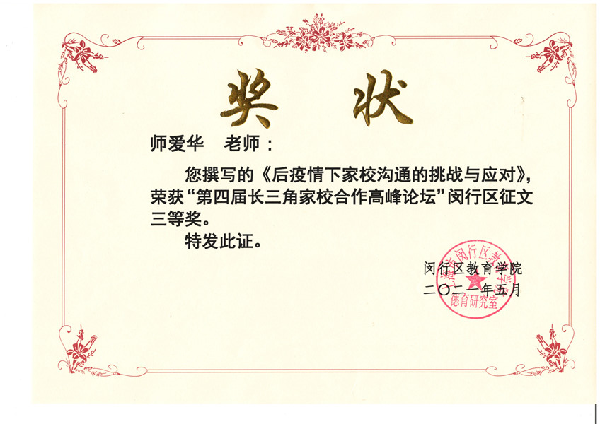 奖 状
师爱华 老师：
您撰写的《后疫情下家校沟通的挑战与应对》，
荣获“第四届长三角家校合作高峰论坛”闵行区征文
三等奖。
特发此证。
闵行区教育学院
二〇二一年五月
德育研究室